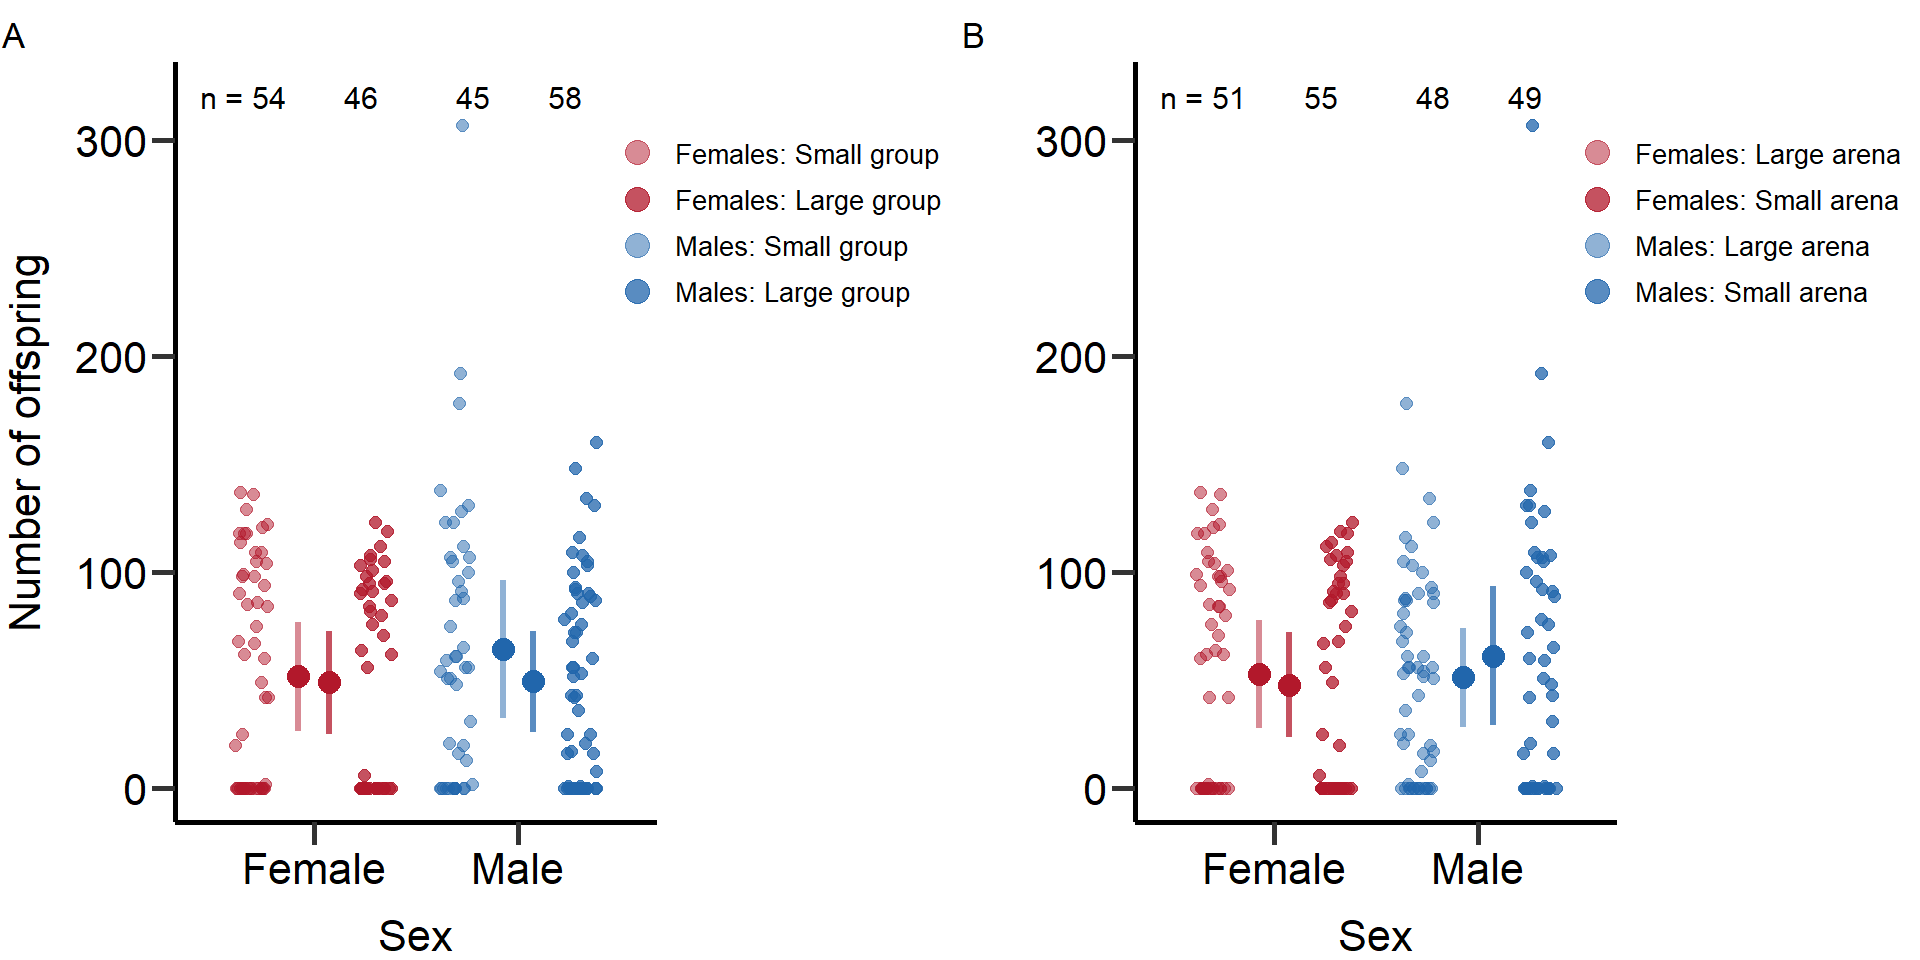 A
n = 54 46 45 58
300
200
100
0
Number of offspring
Females: Small group
Females: Large group
Males: Small group
Males: Large group
Female Male
Sex
B
n = 51 55 48 49
300
200
100
0
Females: Large arena
Females: Small arena
Males: Large arena
Males: Small arena
Female Male
Sex